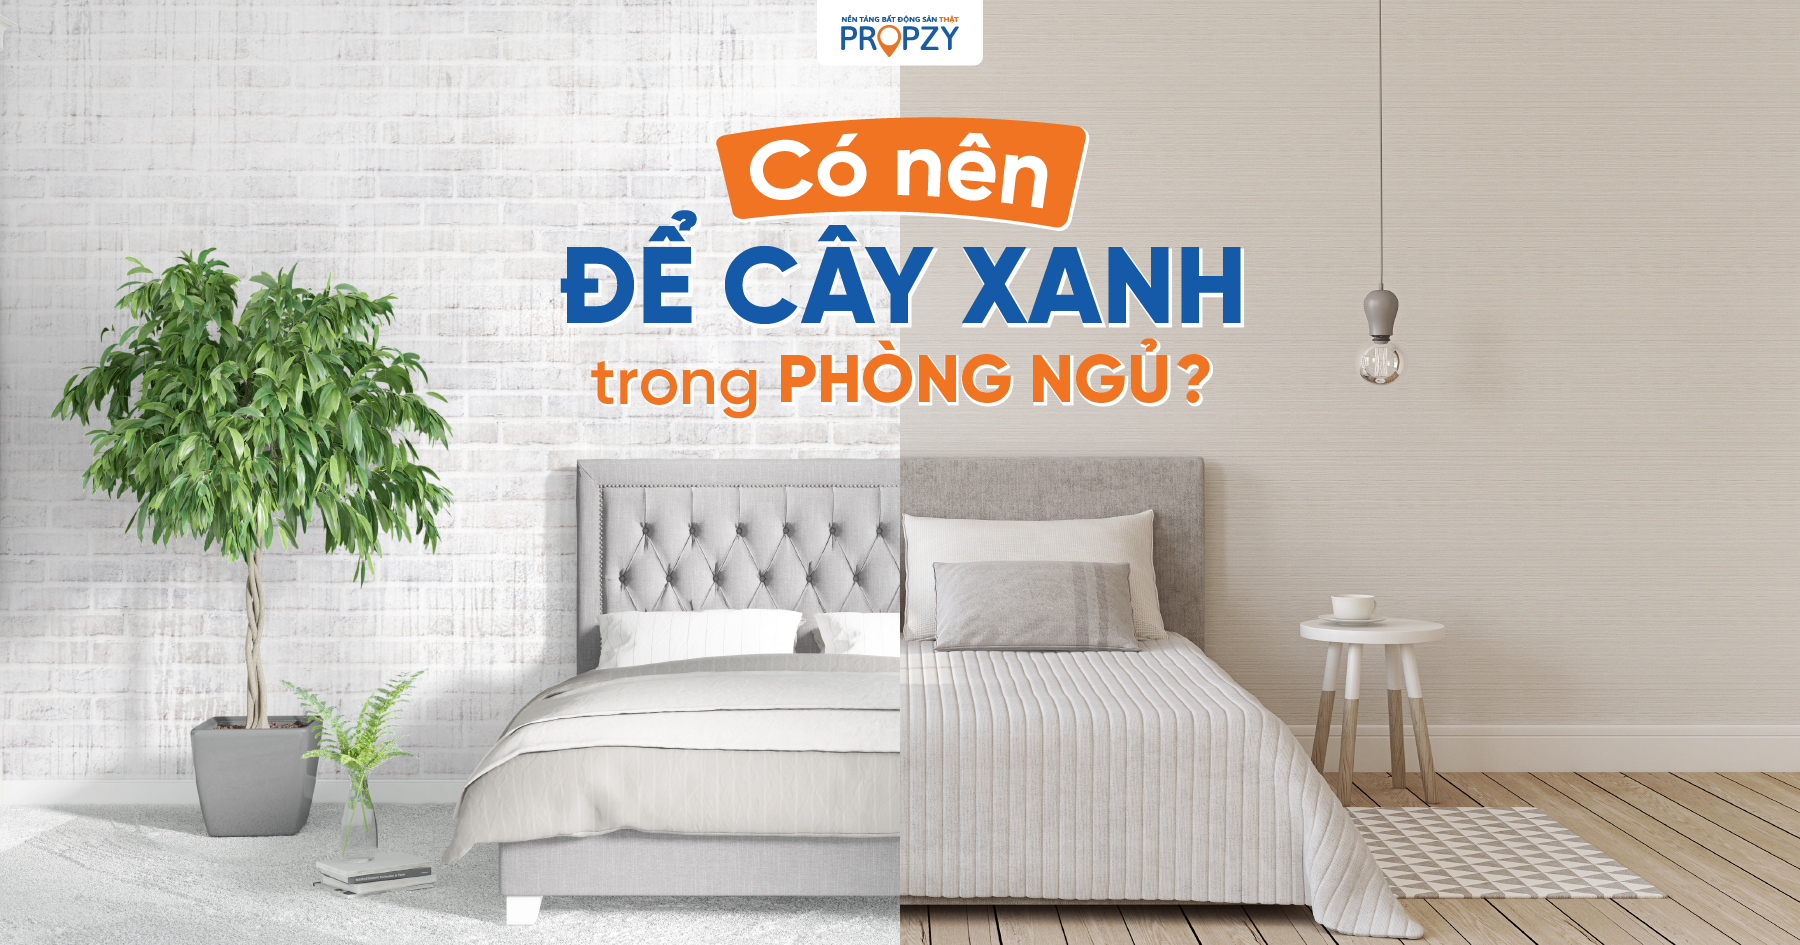 NỀN TẢNG BẤT ĐỘNG SẢN THẬT
PROPZY
Có nên
ĐỂ CÂY XANH
trong PHÒNG NGỦ?